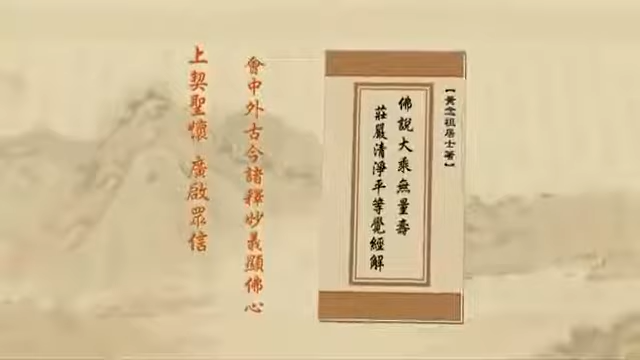 【黃念祖居士著】
佛說大乘無量壽
莊嚴清淨平等覺經解
會中外古今諸釋妙義顯佛心
上契聖懷 廣啟眾信